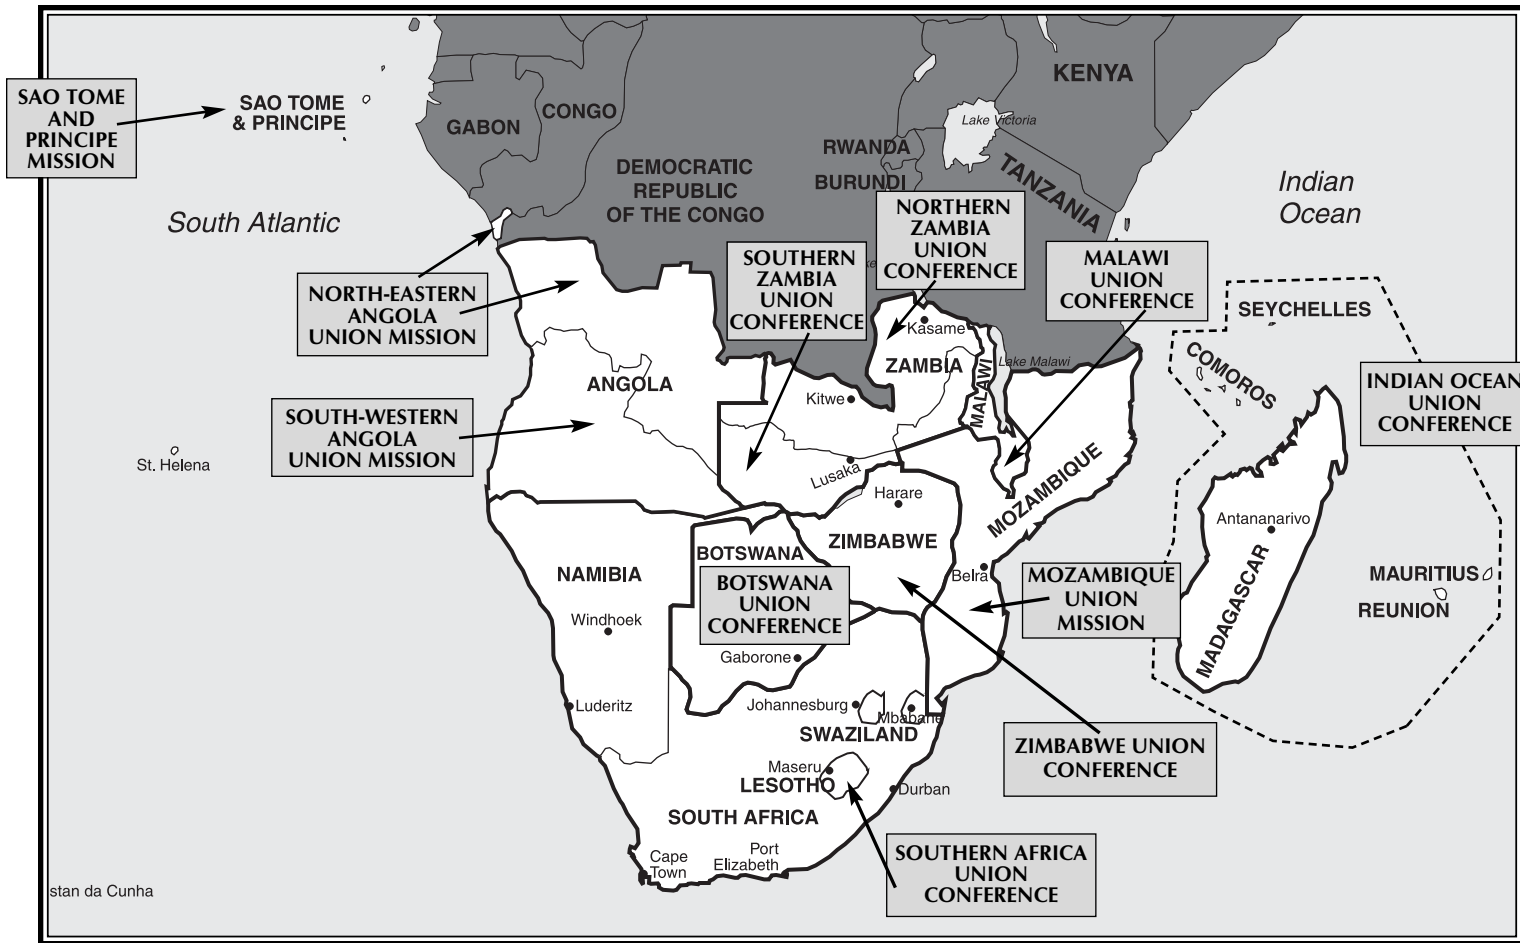 SAO TOME
AND
PRINCIPE
MISSION
SAO TOME
& PRINCIPE
GABON
CONGO
DEMOCRATIC
REPUBLIC
OF THE CONGO
RWANDA
BURUNDI
KENYA
Lake Victoria
TANZANIA
South Atlantic
Indian
Ocean
NORTH-EASTERN
ANGOLA
UNION MISSION
SOUTHERN
ZAMBIA
UNION
CONFERENCE
NORTHERN
ZAMBIA
UNION
CONFERENCE
MALAWI
UNION
CONFERENCE
ke
Kasame
ZAMBIA
MALAWI
Lake Malawi
SEYCHELLES
COMOROS
INDIAN OCEAN
UNION
CONFERENCE
ANGOLA
Kitwe
SOUTH-WESTERN
ANGOLA
UNION MISSION
St. Helena
Lusaka
Harare
MOZAMBIQUE
Antananarivo
ZIMBABWE
BOTSWANA
NAMIBIA
BOTSWANA
UNION
CONFERENCE
Belra
MOZAMBIQUE
UNION
MISSION
MAURITIUS
REUNION
MADAGASCAR
Windhoek
Gaborone
Luderitz
Johannesburg
Mbabane
SWAZILAND
ZIMBABWE UNION
CONFERENCE
Maseru
LESOTHO
Durban
SOUTH AFRICA
Cape
Town
Port
Elizabeth
SOUTHERN AFRICA
UNION
CONFERENCE
stan da Cunha